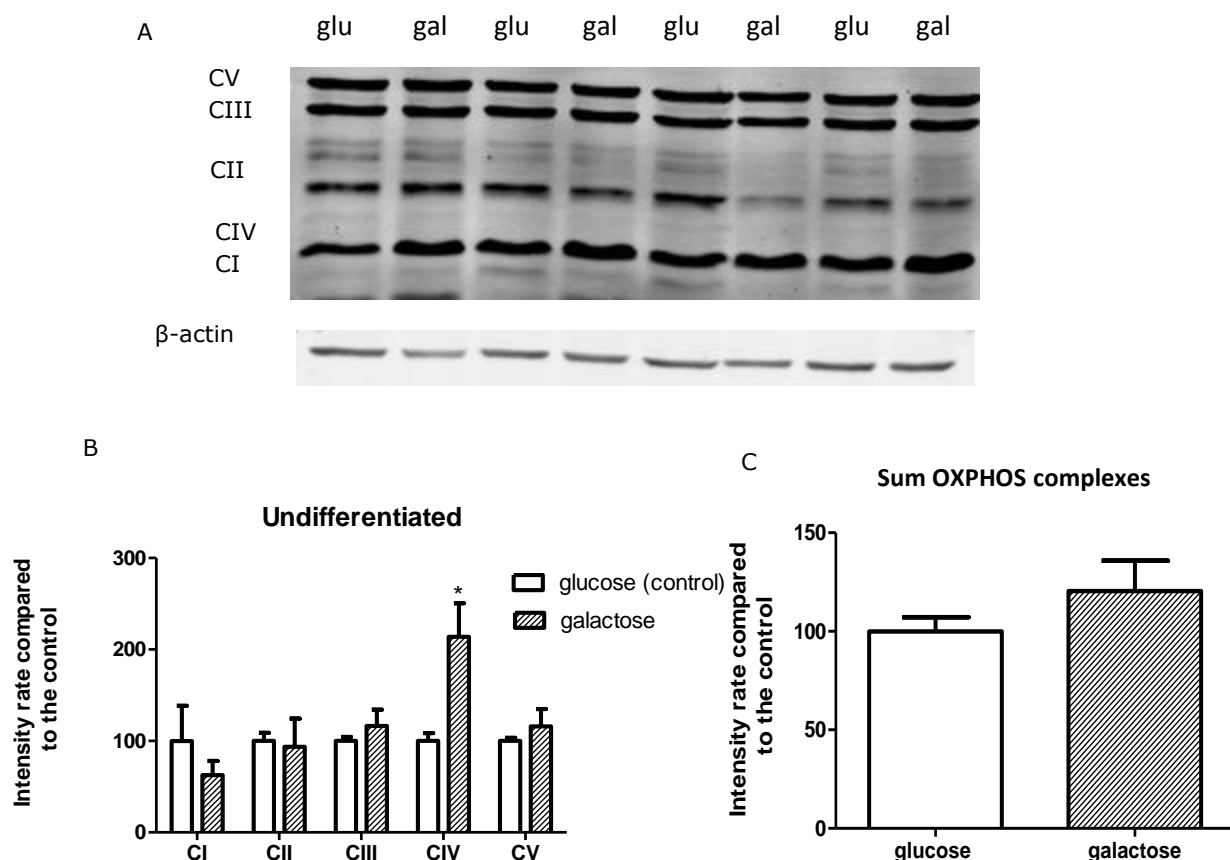 A
glu gal glu gal glu gal glu gal
CV
CIII
CII
CIV
CI
β-actin
B
Undifferentiated
Intensity rate compared
to the control
300
200
100
0
CI CII CIII CIV CV
*
glucose (control)
galactose
C
Sum OXPHOS complexes
Intensity rate compared
to the control
150
100
50
0
glucose galactose